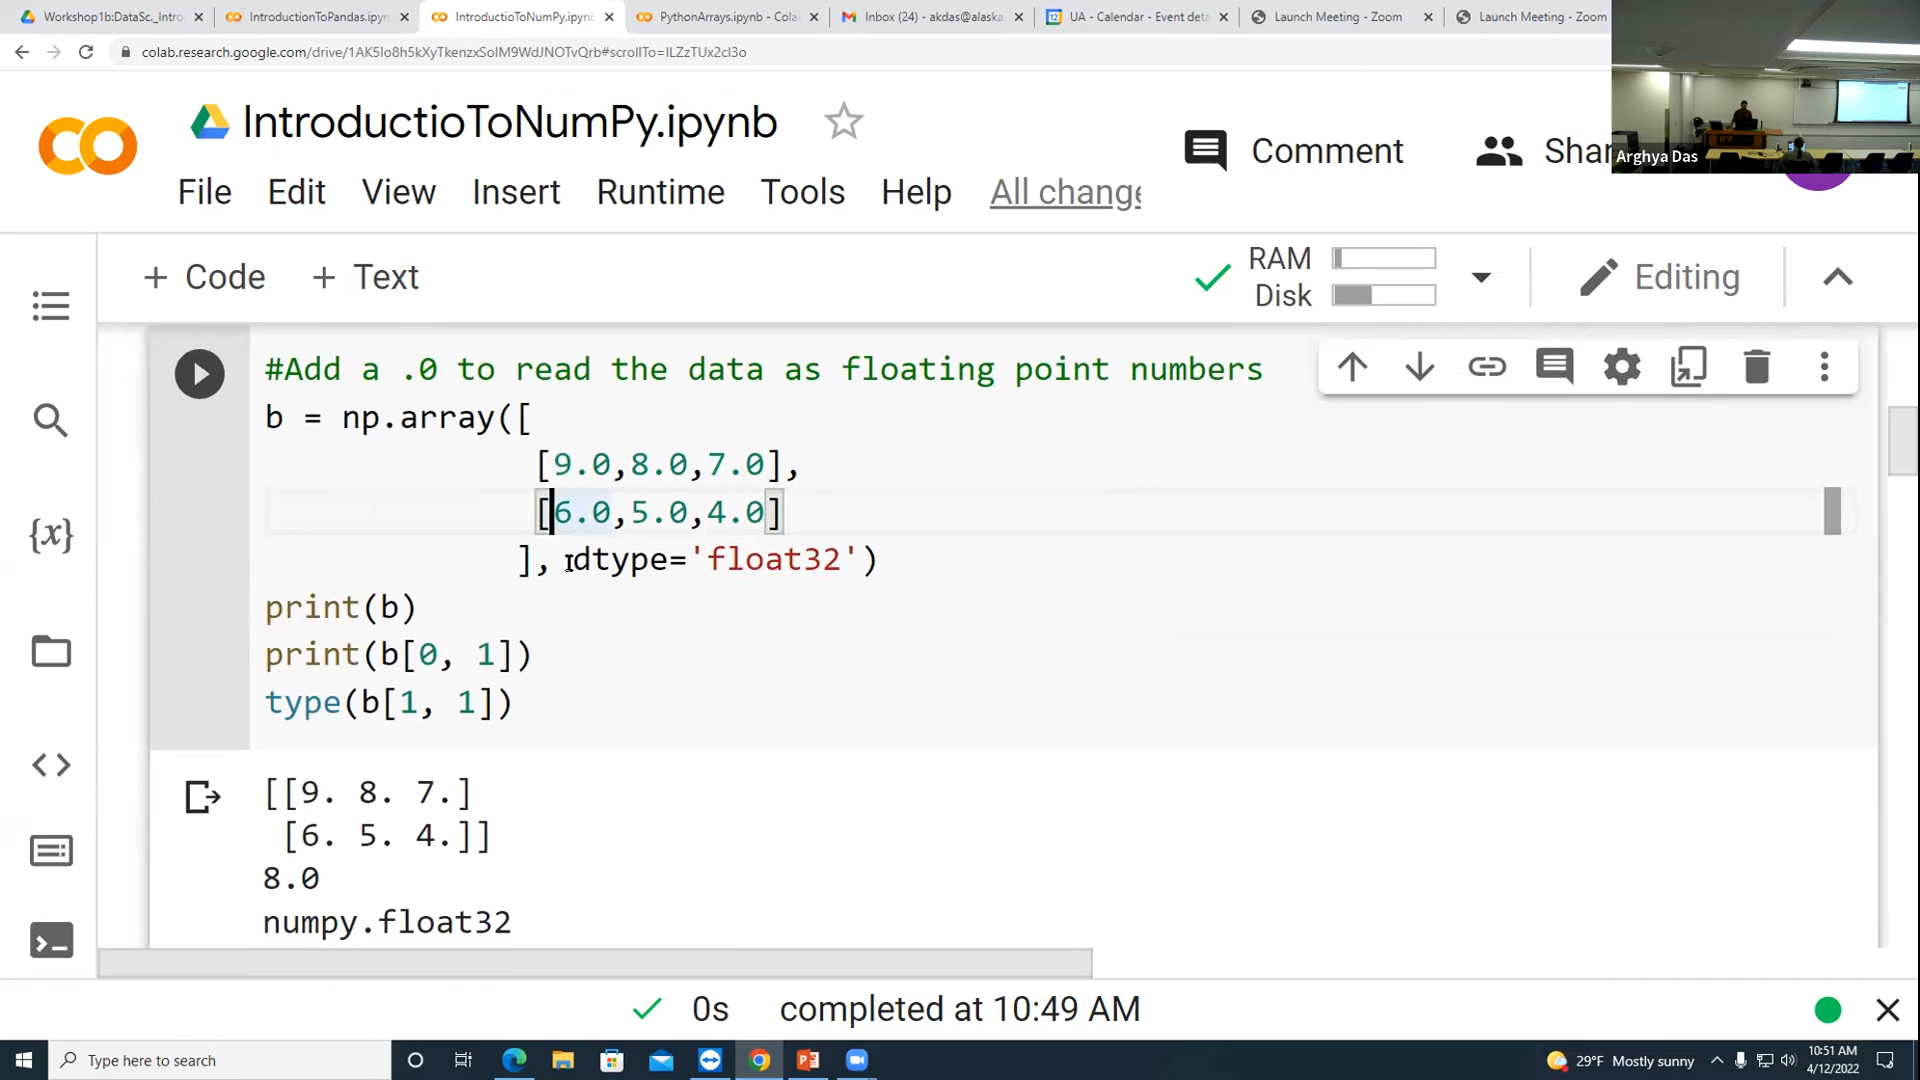 Workshop1b:DataSc._Intro
IntroductionToPandas.ipyn
IntroductioToNumPy.ipynb
PythonArrays.ipynb - Cola
Inbox (24) - akdas@alaska
UA - Calendar - Event deta
Launch Meeting - Zoom
Launch Meeting - Zoom
colab.research.google.com/drive/1AK5Io8h5kXyTkenzxSolM9WdJNOTvQrb#scrollTo=ILZzTUx2cI3o
IntroductioToNumPy.ipynb
Comment
Shar
Arghya Das
File Edit View Insert Runtime Tools Help All change
+ Code + Text
RAM
Disk
Editing
#Add a .0 to read the data as floating point numbers
b = np.array([
[9.0,8.0,7.0],
[6.0,5.0,4.0]
], dtype='float32')
print(b)
print(b[0, 1])
type(b[1, 1])
{x}
[[9. 8. 7.]
[6. 5. 4.]]
8.0
numpy.float32
0s completed at 10:49 AM
Type here to search
29°F Mostly sunny
10:51 AM
4/12/2022